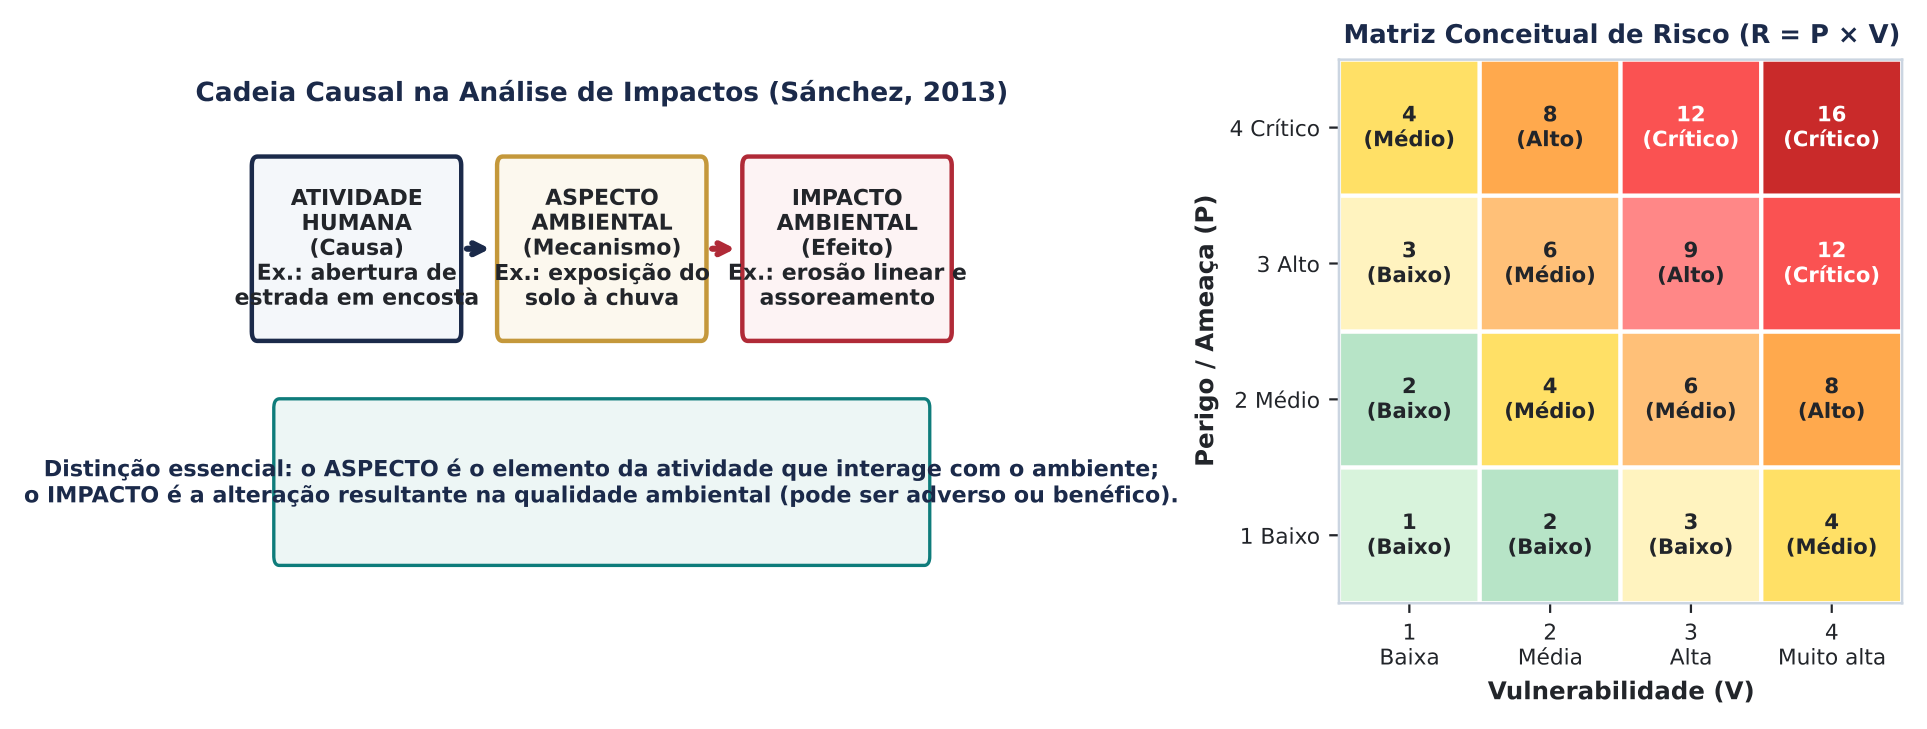 Cadeia Causal na Análise de Impactos (Sánchez, 2013)
ATIVIDADE
HUMANA
(Causa)
Ex.: abertura de
estrada em encosta
ASPECTO
AMBIENTAL
(Mecanismo)
Ex.: exposição do
solo à chuva
IMPACTO
AMBIENTAL
(Efeito)
Ex.: erosão linear e
assoreamento
Distinção essencial: o ASPECTO é o elemento da atividade que interage com o ambiente;
o IMPACTO é a alteração resultante na qualidade ambiental (pode ser adverso ou benéfico).
Matriz Conceitual de Risco (R = P × V)
Perigo / Ameaça (P)
4 Crítico
4
(Médio)
8
(Alto)
12
(Crítico)
16
(Crítico)
3 Alto
3
(Baixo)
6
(Médio)
9
(Alto)
12
(Crítico)
2 Médio
2
(Baixo)
4
(Médio)
6
(Médio)
8
(Alto)
1 Baixo
1
(Baixo)
2
(Baixo)
3
(Baixo)
4
(Médio)
1
Baixa
2
Média
3
Alta
4
Muito alta
Vulnerabilidade (V)